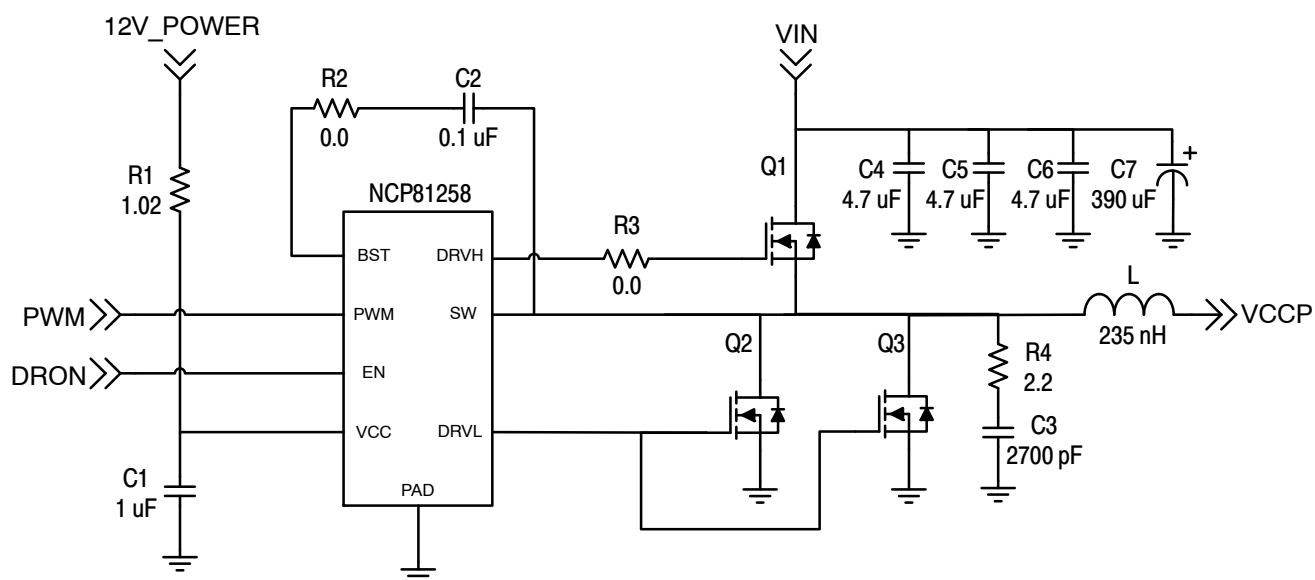 12V_POWER
VIN
R2
0.0
C2
0.1 uF
R1
1.02
NCP81258
Q1
C4
4.7 uF
C5
4.7 uF
C6
4.7 uF
C7
390 uF
+
BST
DRVH
R3
0.0
PWM
PWM
SW
L
235 nH
VCCP
DRON
EN
Q2
Q3
R4
2.2
VCC
DRVL
C3
2700 pF
C1
1 uF
PAD